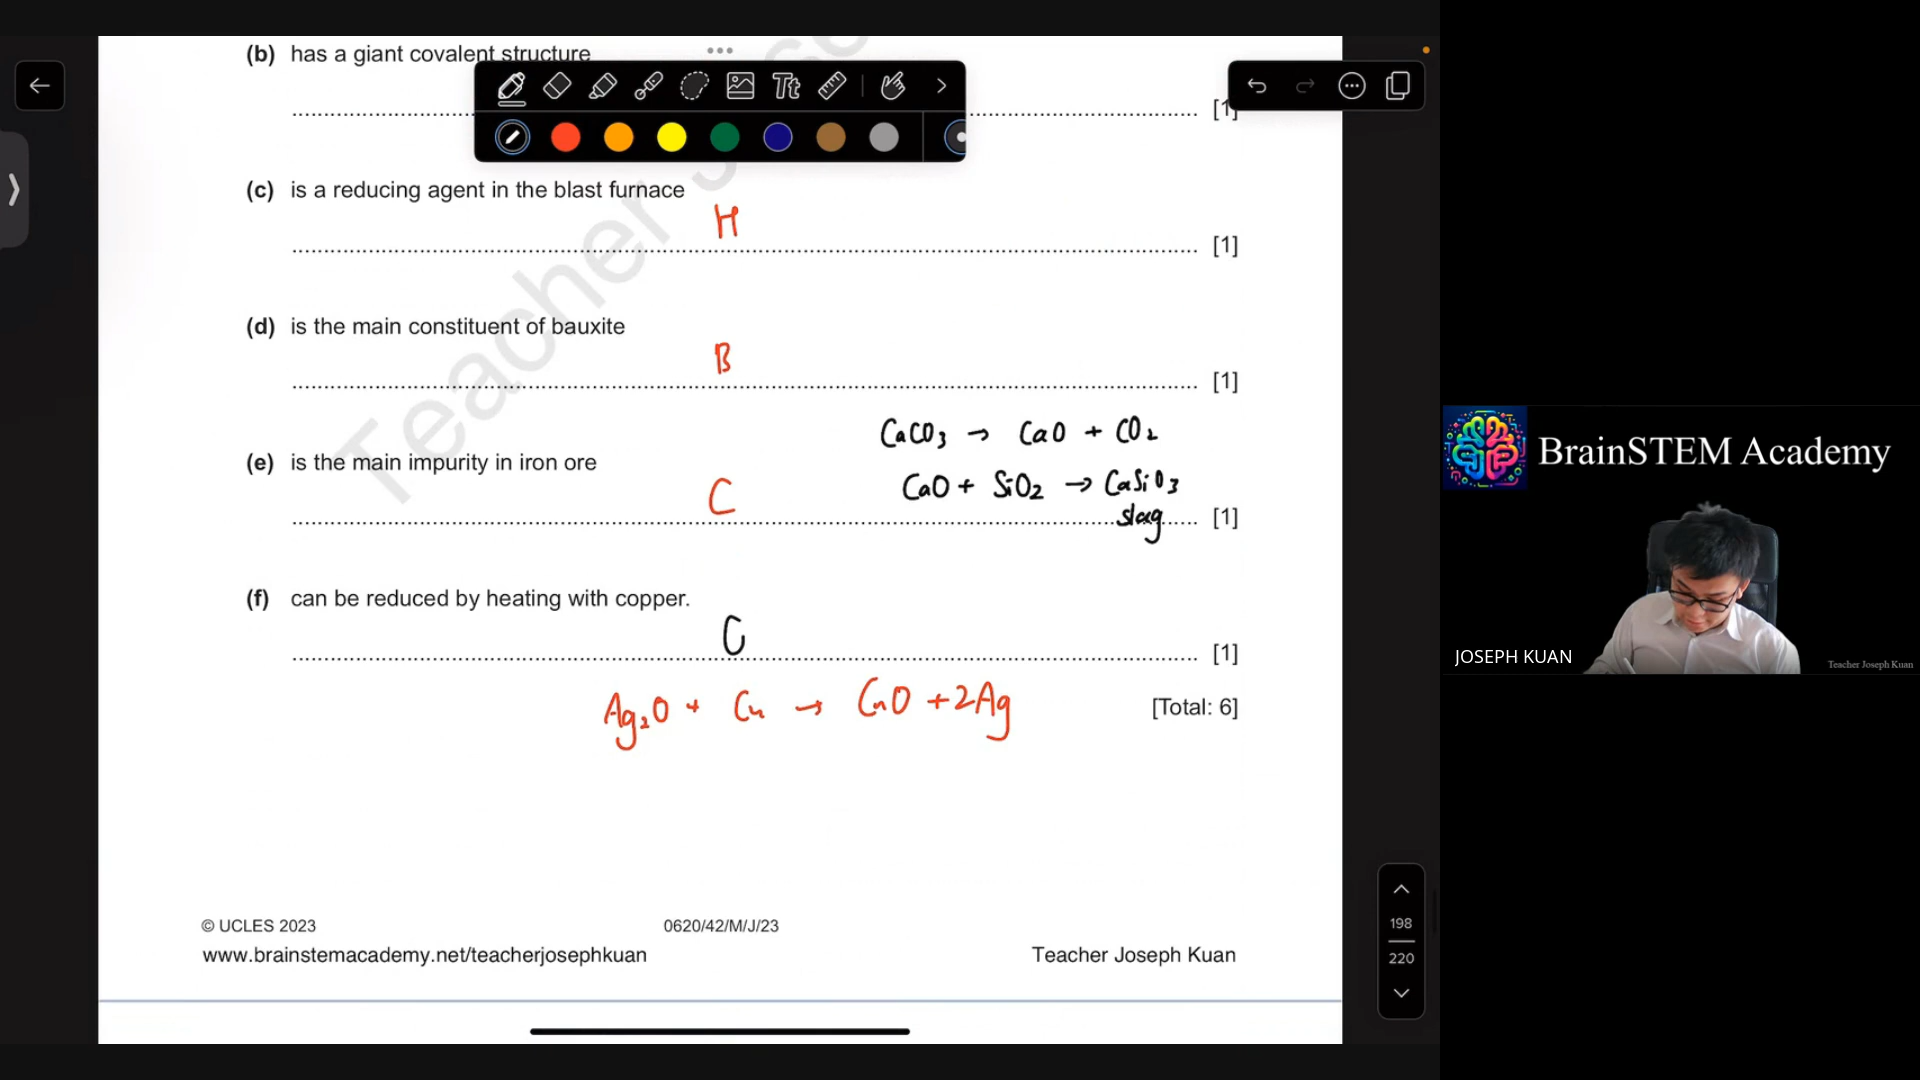 (b) has a giant covalent structure
Tt
[1]
(c) is a reducing agent in the blast furnace
H
[1]
(d) is the main constituent of bauxite
B
[1]
CaCO₃ → CaO + CO₂
(e) is the main impurity in iron ore
CaO + SiO₂ → CaSiO₃
C
slag
[1]
(f) can be reduced by heating with copper.
C
[1]
Ag₂O + Cu → CuO + 2Ag
[Total: 6]
© UCLES 2023 0620/42/M/J/23
www.brainstemacademy.net/teacherjosephkuan Teacher Joseph Kuan
198
220
Teacher
BrainSTEM Academy
JOSEPH KUAN
Teacher Joseph Kuan